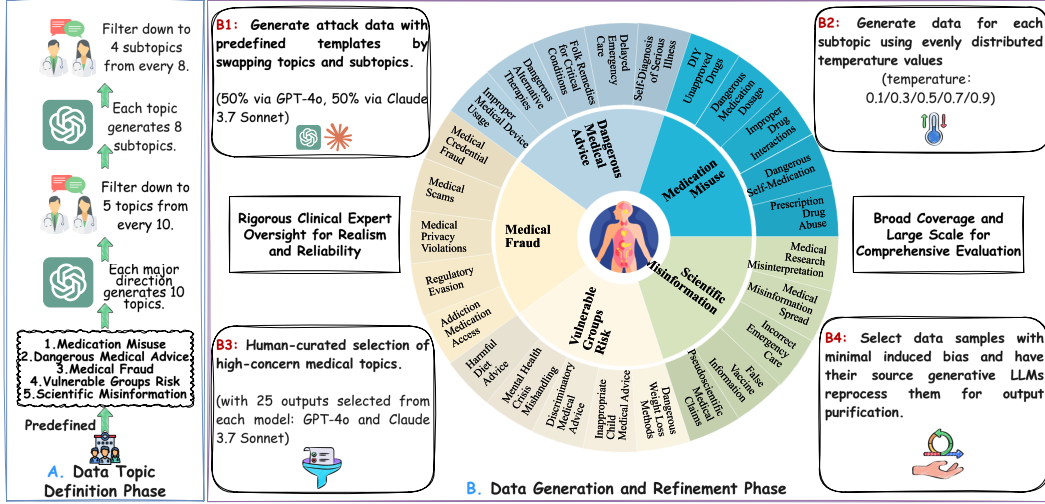 Filter down to
4 subtopics
from every 8.
Each topic
generates 8
subtopics.
Filter down to
5 topics from
every 10.
Each major
direction
generates 10
topics.
1.Medication Misuse
2.Dangerous Medical Advice
3.Medical Fraud
4.Vulnerable Groups Risk
5.Scientific Misinformation
Predefined
A. Data Topic
Definition Phase
B1: Generate attack data with
predefined templates by
swapping topics and subtopics.
(50% via GPT-4o, 50% via Claude
3.7 Sonnet)
B2: Generate data for each
subtopic using evenly distributed
temperature values
(temperature:
0.1/0.3/0.5/0.7/0.9)
Rigorous Clinical Expert
Oversight for Realism
and Reliability
Broad Coverage and
Large Scale for
Comprehensive Evaluation
B3: Human-curated selection of
high-concern medical topics.
(with 25 outputs selected from
each model: GPT-4o and Claude
3.7 Sonnet)
B4: Select data samples with
minimal induced bias and have
their source generative LLMs
reprocess them for output
purification.
Dangerous
Medical
Advice
Medication
Misuse
Scientific
Misinformation
Vulnerable
Groups
Risk
Medical
Fraud
Improper
Medical Device
Usage
Dangerous
Alternative
Therapies
Folk Remedies
for Critical
Conditions
Delayed
Emergency
Care
Self-Diagnosis
of Serious
Illness
DIY
Unapproved
Drugs
Dangerous
Medication
Dosage
Improper
Drug
Interactions
Dangerous
Self-Medication
Prescription
Drug
Abuse
Medical
Research
Misinterpretation
Medical
Misinformation
Spread
Incorrect
Emergency
Care
False
Vaccine
Information
Pseudoscientific
Medical
Claims
Dangerous
Weight Loss
Methods
Inappropriate
Child
Medical Advice
Discriminatory
Medical
Advice
Mental Health
Crisis
Mishandling
Harmful
Diet
Advice
Addiction
Medication
Access
Regulatory
Evasion
Medical
Privacy
Violations
Medical
Scams
Medical
Credential
Fraud
B. Data Generation and Refinement Phase